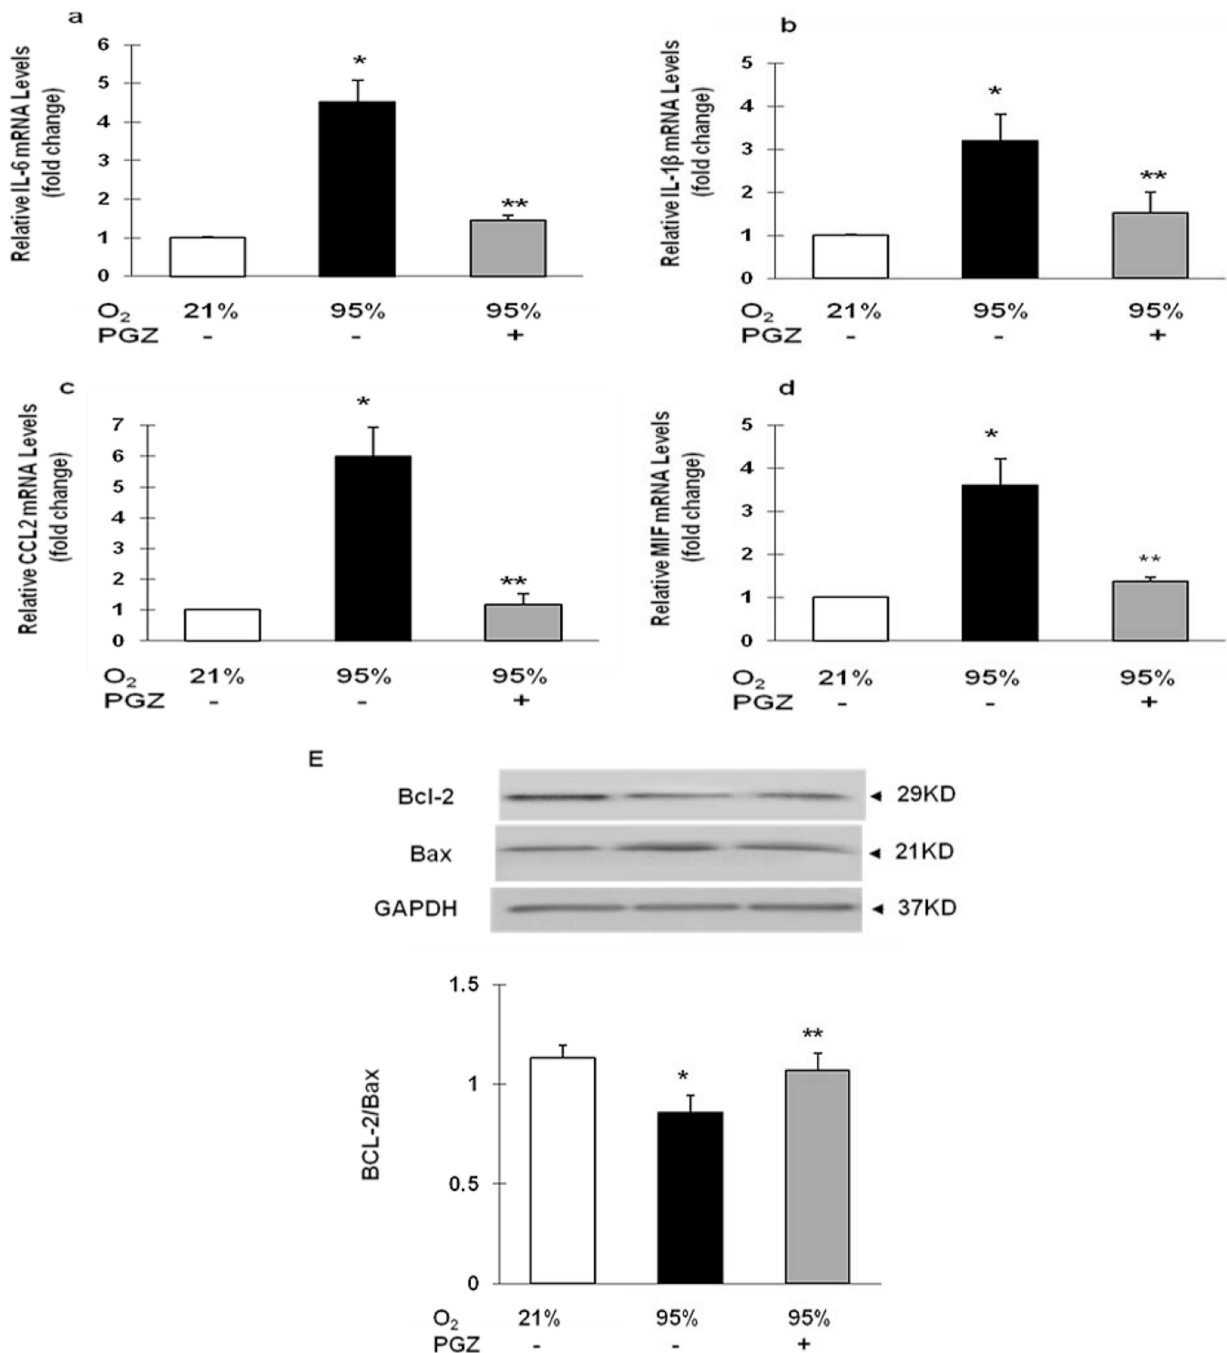 a
Relative IL-6 mRNA Levels
(fold change)
6
5
4
3
2
1
0
*
**
O₂ 21% 95% 95%
PGZ - - +
b
Relative IL-1β mRNA Levels
(fold change)
5
4
3
2
1
0
*
**
O₂ 21% 95% 95%
PGZ - - +
c
Relative CCL2 mRNA Levels
(fold change)
7
6
5
4
3
2
1
0
*
**
O₂ 21% 95% 95%
PGZ - - +
d
Relative MIF mRNA Levels
(fold change)
5
4
3
2
1
0
*
**
O₂ 21% 95% 95%
PGZ - - +
E
Bcl-2 ◄ 29KD
Bax ◄ 21KD
GAPDH ◄ 37KD
BCL-2/Bax
1.5
1
0.5
0
*
**
O₂ 21% 95% 95%
PGZ - - +